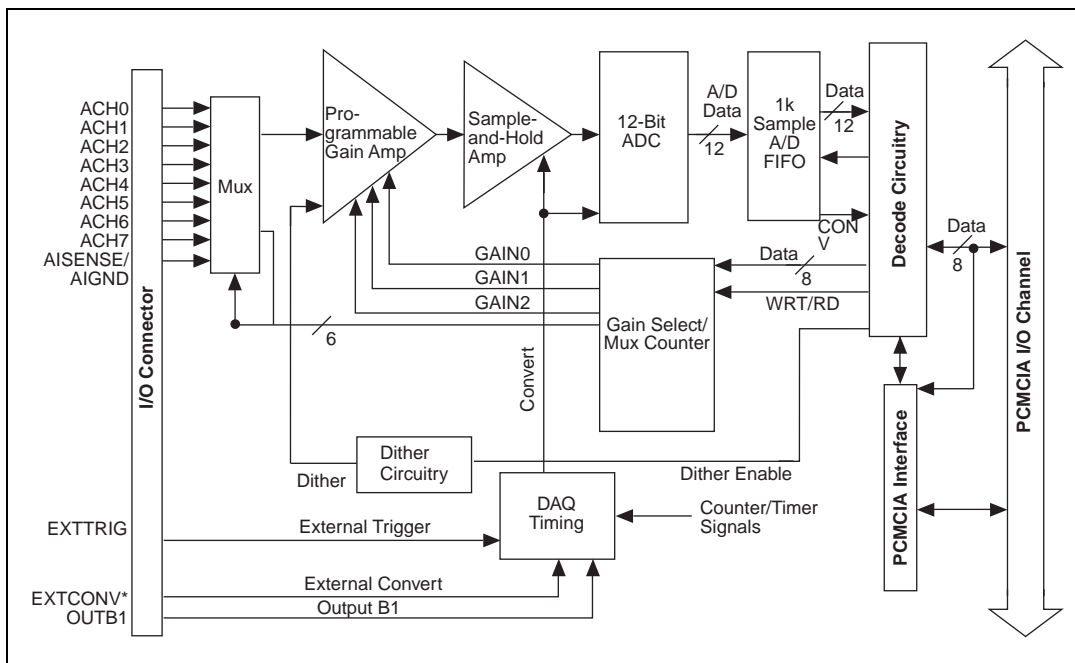 I/O Connector
ACH0
ACH1
ACH2
ACH3
ACH4
ACH5
ACH6
ACH7
AISENSE/
AIGND
EXTTRIG
EXTCONV*
OUTB1
Mux
Pro-
grammable
Gain Amp
Sample-
and-Hold
Amp
12-Bit
ADC
A/D
Data
12
1k
Sample
A/D
FIFO
Data
12
CON
V
Decode Circuitry
Data
8
PCMCIA I/O Channel
GAIN0
GAIN1
GAIN2
6
Gain Select/
Mux Counter
Data
8
WRT/RD
Convert
Dither
Dither
Circuitry
Dither Enable
PCMCIA Interface
DAQ
Timing
Counter/Timer
Signals
External Trigger
External Convert
Output B1